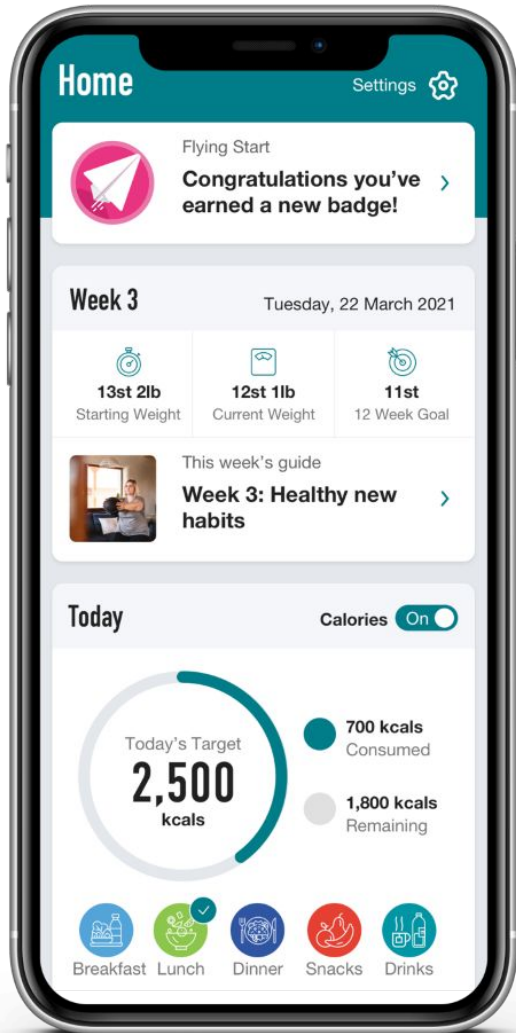 Home
Settings
Flying Start
Congratulations you've
earned a new badge!
Week 3
Tuesday, 22 March 2021
13st 2lb
Starting Weight
12st 1lb
Current Weight
11st
12 Week Goal
This week's guide
Week 3: Healthy new
habits
Today
Calories On
Today's Target
2,500
kcals
700 kcals
Consumed
1,800 kcals
Remaining
Breakfast Lunch Dinner Snacks Drinks